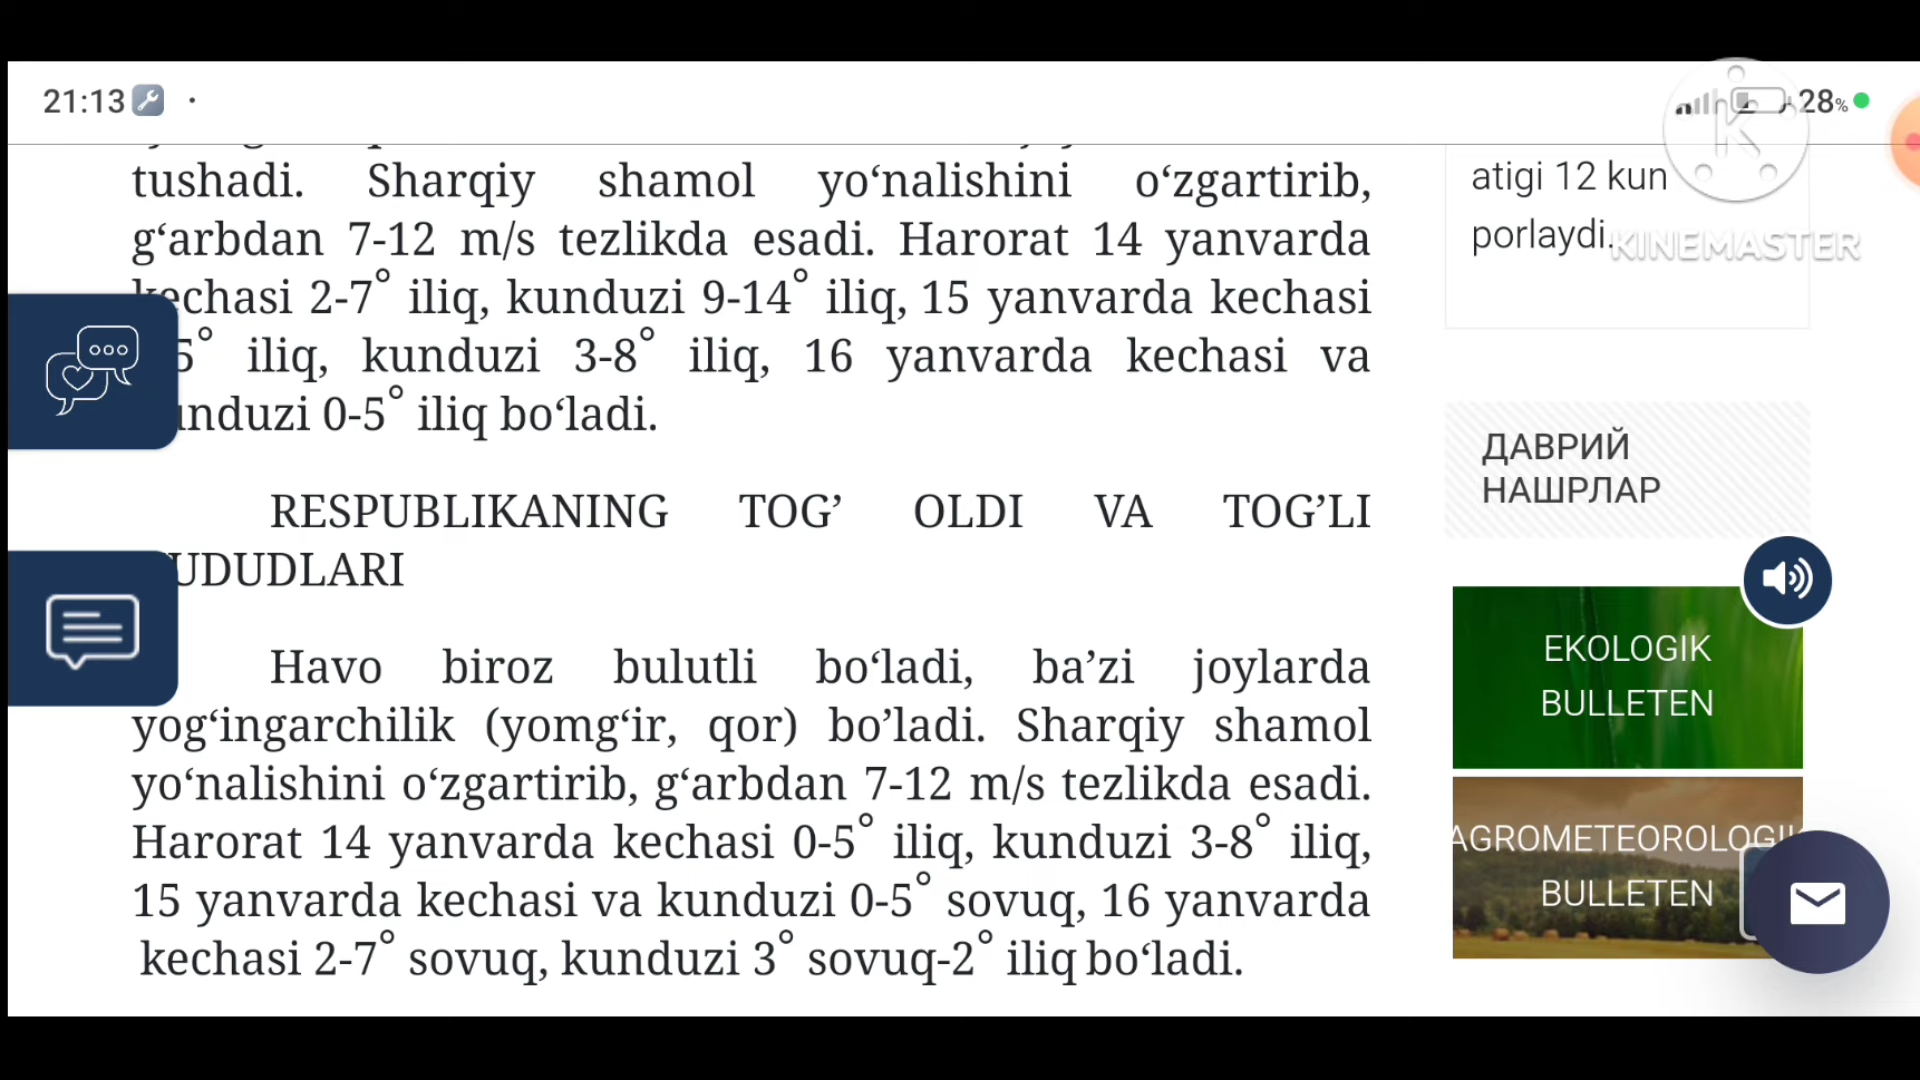 21:13
28%
tushadi. Sharqiy shamol yo‘nalishini o‘zgartirib,
g‘arbdan 7-12 m/s tezlikda esadi. Harorat 14 yanvarda
kechasi 2-7° iliq, kunduzi 9-14° iliq, 15 yanvarda kechasi
5° iliq, kunduzi 3-8° iliq, 16 yanvarda kechasi va
kunduzi 0-5° iliq bo‘ladi.
RESPUBLIKANING TOG’ OLDI VA TOG’LI
HUDUDLARI
Havo biroz bulutli bo‘ladi, ba’zi joylarda
yog‘ingarchilik (yomg‘ir, qor) bo’ladi. Sharqiy shamol
yo‘nalishini o‘zgartirib, g‘arbdan 7-12 m/s tezlikda esadi.
Harorat 14 yanvarda kechasi 0-5° iliq, kunduzi 3-8° iliq,
15 yanvarda kechasi va kunduzi 0-5° sovuq, 16 yanvarda
kechasi 2-7° sovuq, kunduzi 3° sovuq-2° iliq bo‘ladi.
atigi 12 kun
porlaydi.
KINEMASTER
ДАВРИЙ
НАШРЛАР
EKOLOGIK
BULLETEN
AGROMETEOROLOGIK
BULLETEN